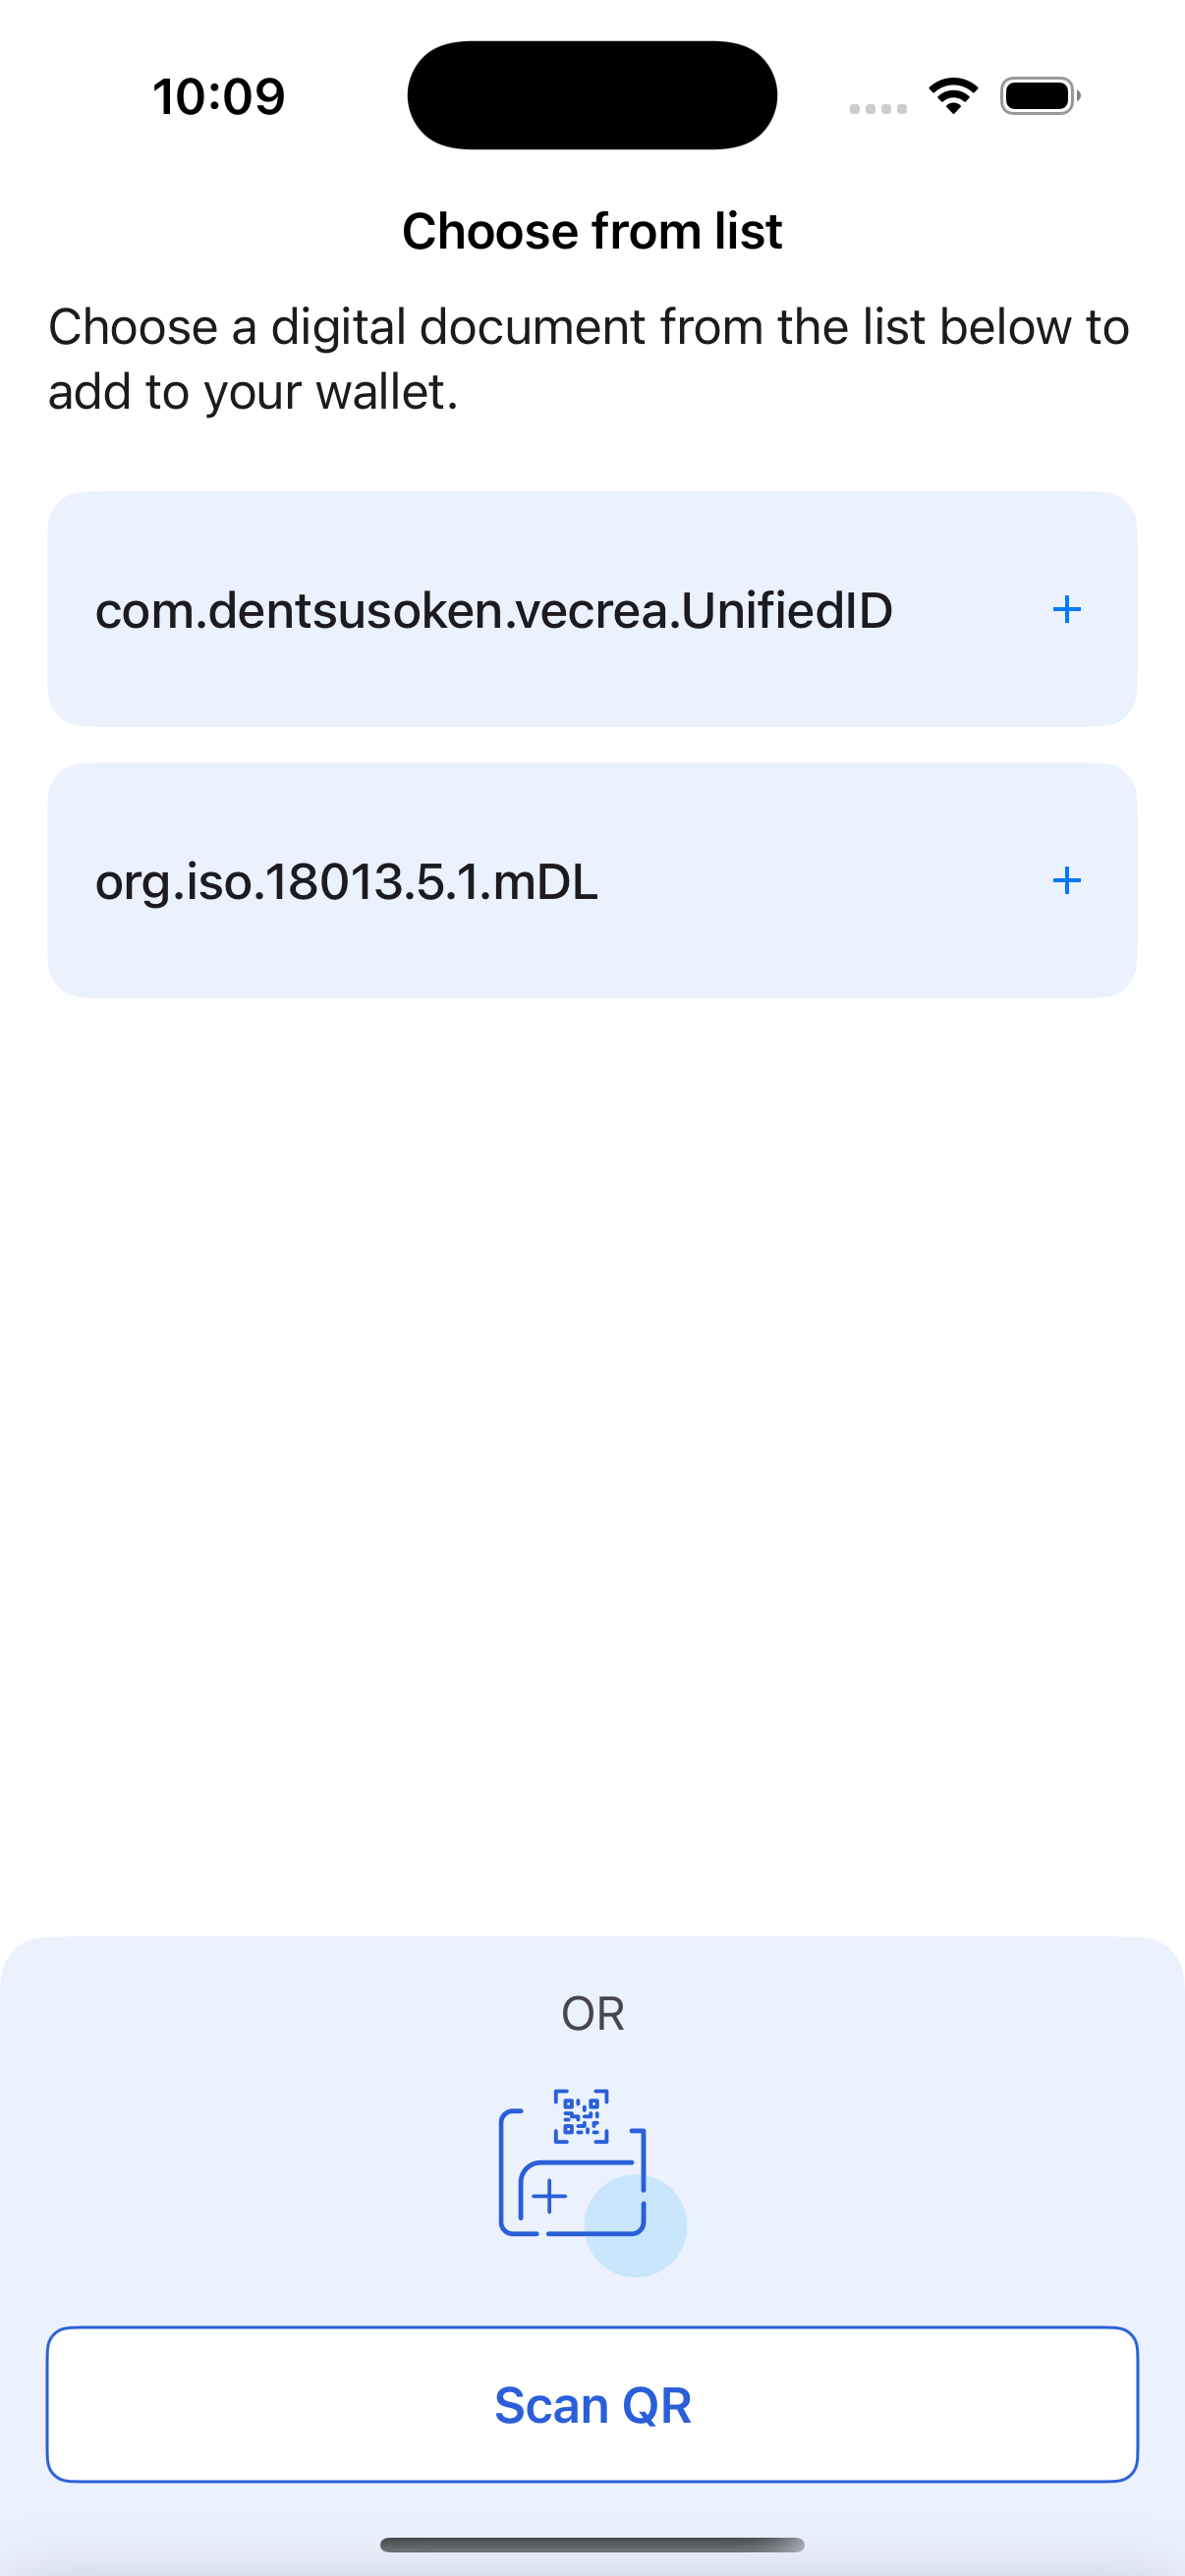 10:09
Choose from list
Choose a digital document from the list below to
add to your wallet.
com.dentsusoken.vecrea.UnifiedID
org.iso.18013.5.1.mDL
OR
Scan QR